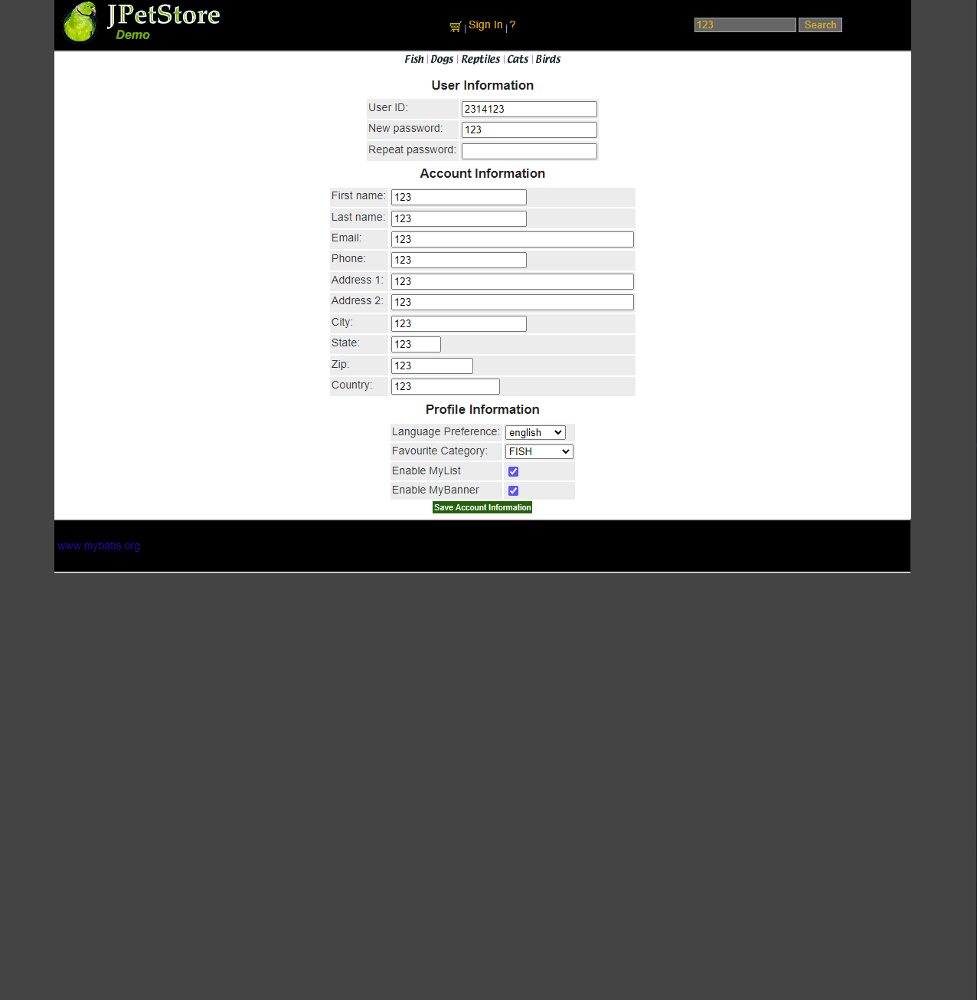 JPetStore
Demo
Sign In | ?
123 Search
Fish | Dogs | Reptiles | Cats | Birds
User Information
User ID: 2314123
New password: 123
Repeat password:
Account Information
First name: 123
Last name: 123
Email: 123
Phone: 123
Address 1: 123
Address 2: 123
City: 123
State: 123
Zip: 123
Country: 123
Profile Information
Language Preference: english
Favourite Category: FISH
Enable MyList
Enable MyBanner
Save Account Information
www.mybatis.org